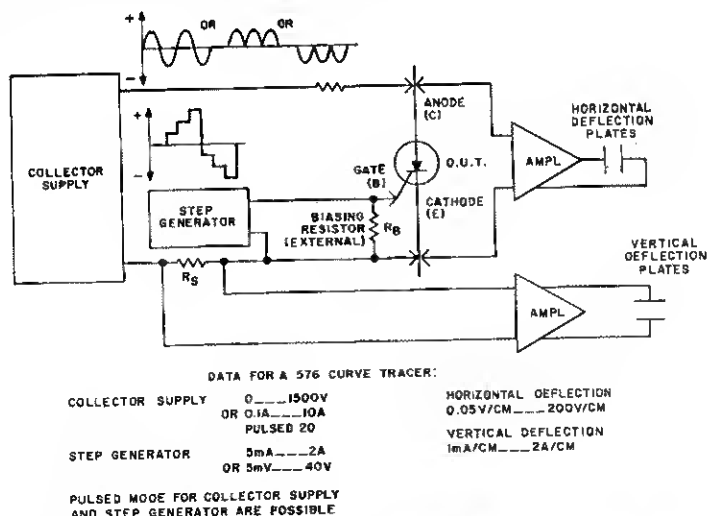 +
OR
OR
−
ANODE
(C)
HORIZONTAL
DEFLECTION
PLATES
+
−
COLLECTOR
SUPPLY
GATE
(B)
D.U.T.
AMPL
STEP
GENERATOR
BIASING
RESISTOR
(EXTERNAL)
RB
CATHODE
(E)
RS
VERTICAL
DEFLECTION
PLATES
AMPL
DATA FOR A 576 CURVE TRACER:
COLLECTOR SUPPLY 0___1500V
OR 0.1A___10A
PULSED 20
HORIZONTAL DEFLECTION
0.05V/CM___200V/CM
STEP GENERATOR 5mA___2A
OR 5mV___40V
VERTICAL DEFLECTION
1mA/CM___2A/CM
PULSED MODE FOR COLLECTOR SUPPLY
AND STEP GENERATOR ARE POSSIBLE